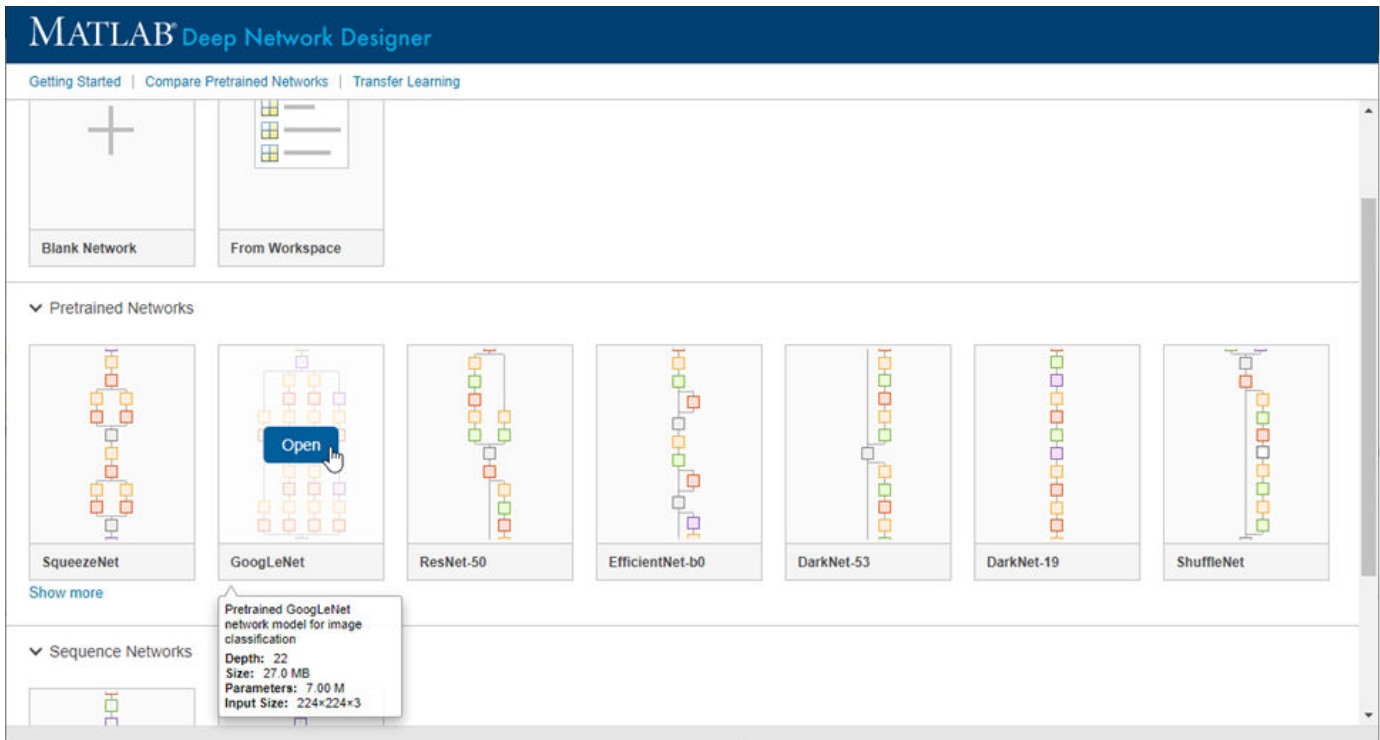 MATLAB® Deep Network Designer
Getting Started | Compare Pretrained Networks | Transfer Learning
Blank Network
From Workspace
Pretrained Networks
Open
SqueezeNet
GoogLeNet
ResNet-50
EfficientNet-b0
DarkNet-53
DarkNet-19
ShuffleNet
Show more
Pretrained GoogLeNet
network model for image
classification
Depth: 22
Size: 27.0 MB
Parameters: 7.00 M
Input Size: 224×224×3
Sequence Networks